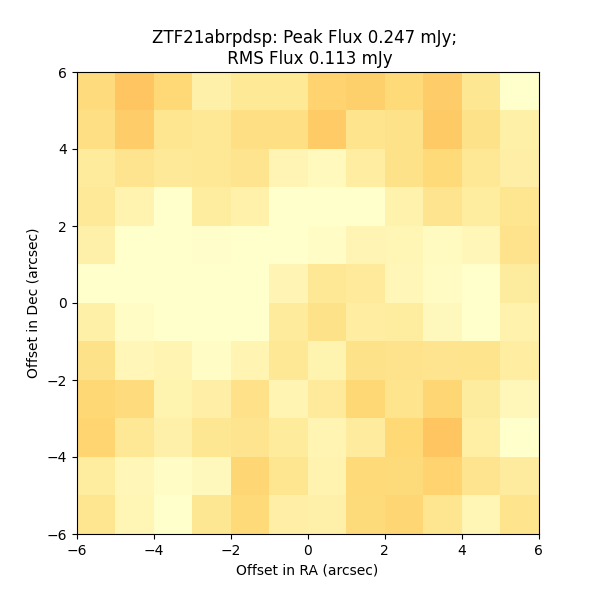 ZTF21abrpdsp: Peak Flux 0.247 mJy;
RMS Flux 0.113 mJy
6
4
2
0
−2
−4
−6
Offset in Dec (arcsec)
−6 −4 −2 0 2 4 6
Offset in RA (arcsec)